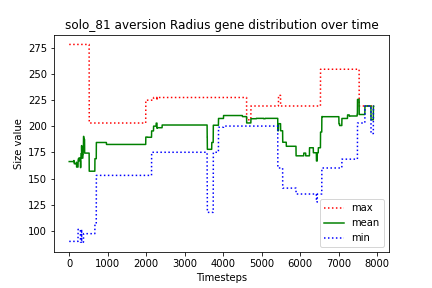 solo_81 aversion Radius gene distribution over time
Size value
275
250
225
200
175
150
125
100
0 1000 2000 3000 4000 5000 6000 7000 8000
Timesteps
max
mean
min